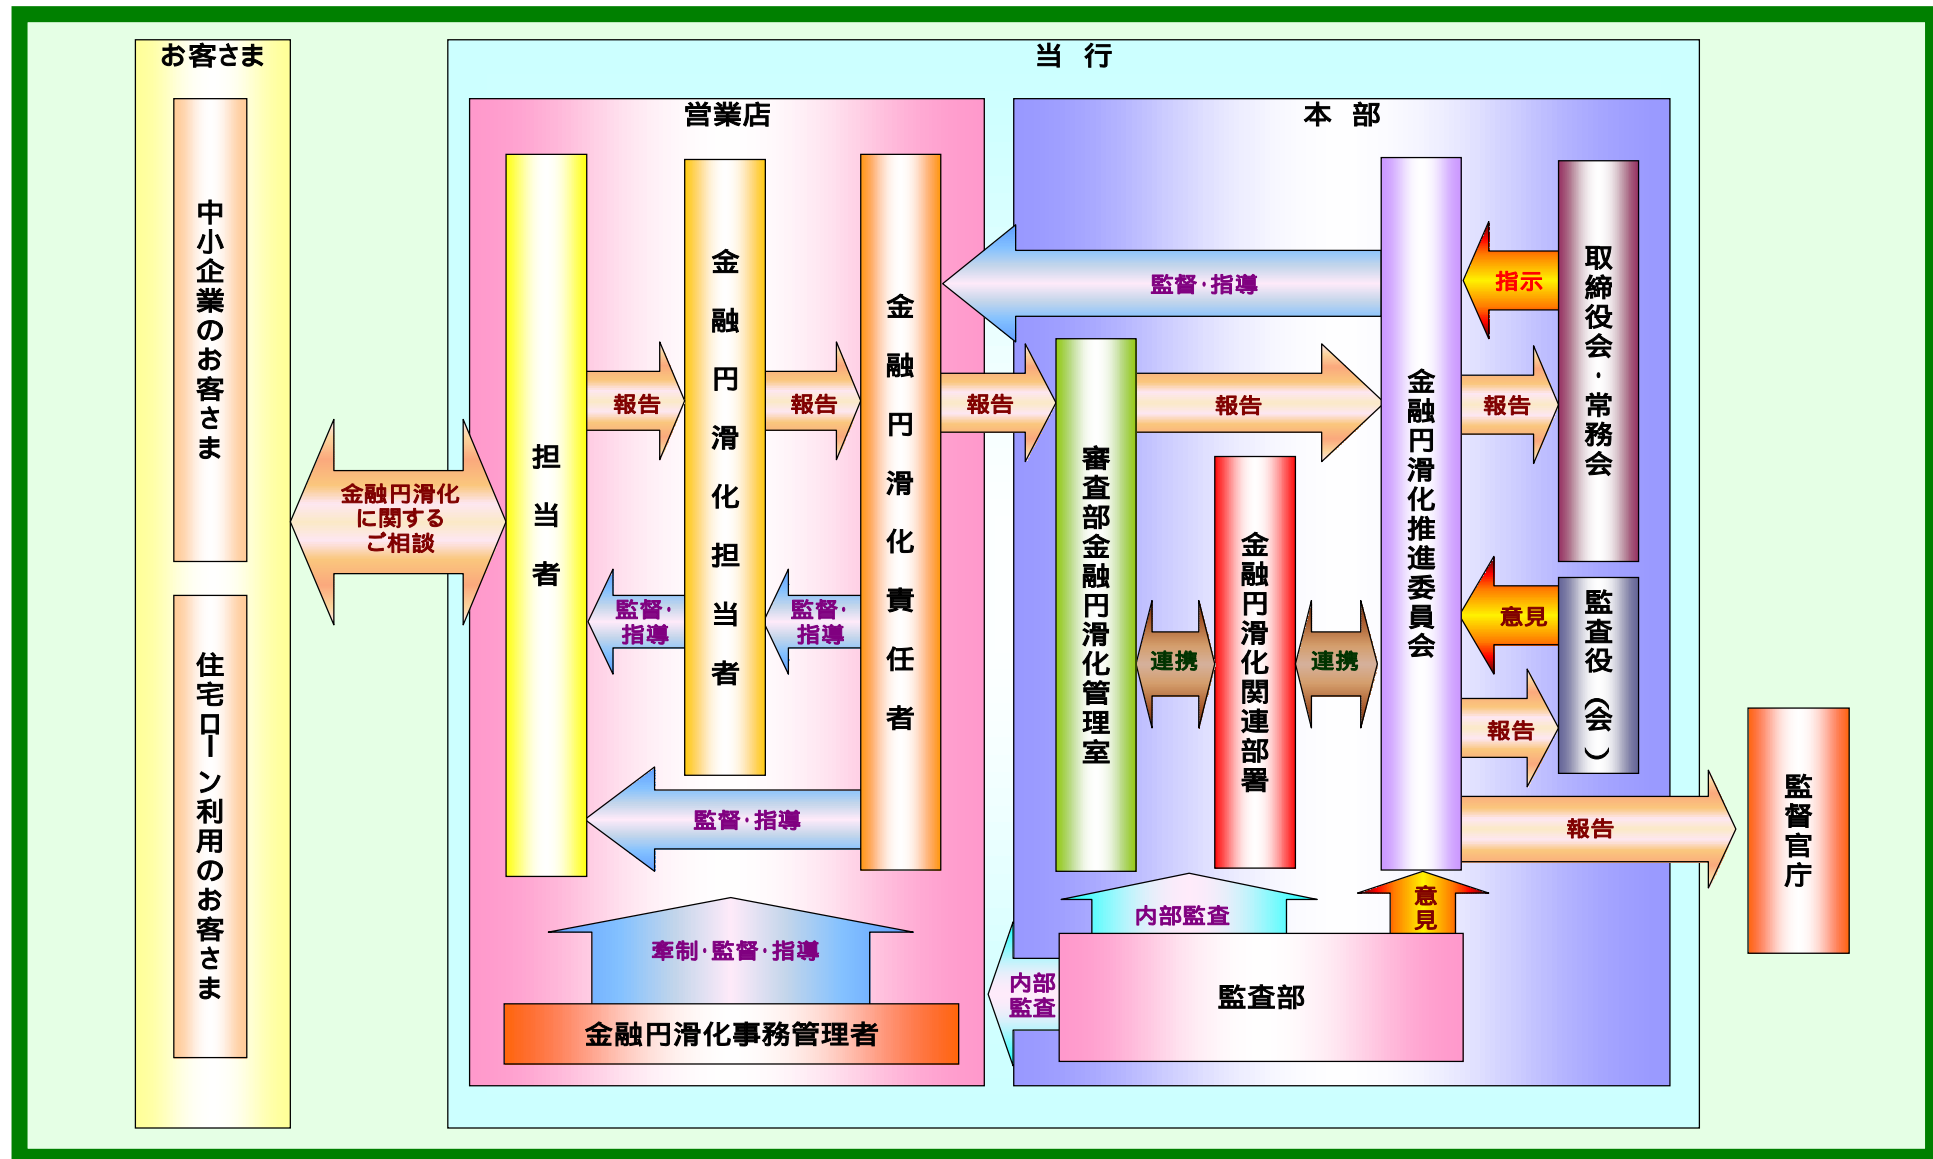 お客さま
中小企業のお客さま
住宅ローン利用のお客さま
金融円滑化
に関する
ご相談
当　行
営業店
担当者
報告
金融円滑化担当者
報告
金融円滑化責任者
報告
監督・
指導
監督・
指導
監督・指導
牽制・監督・指導
金融円滑化事務管理者
本　部
監督・指導
指示
取締役会・常務会
審査部金融円滑化管理室
報告
金融円滑化推進委員会
報告
金融円滑化関連部署
連携
連携
意見
監査役（会）
報告
報告
監督官庁
内部監査
意見
内部
監査
監査部